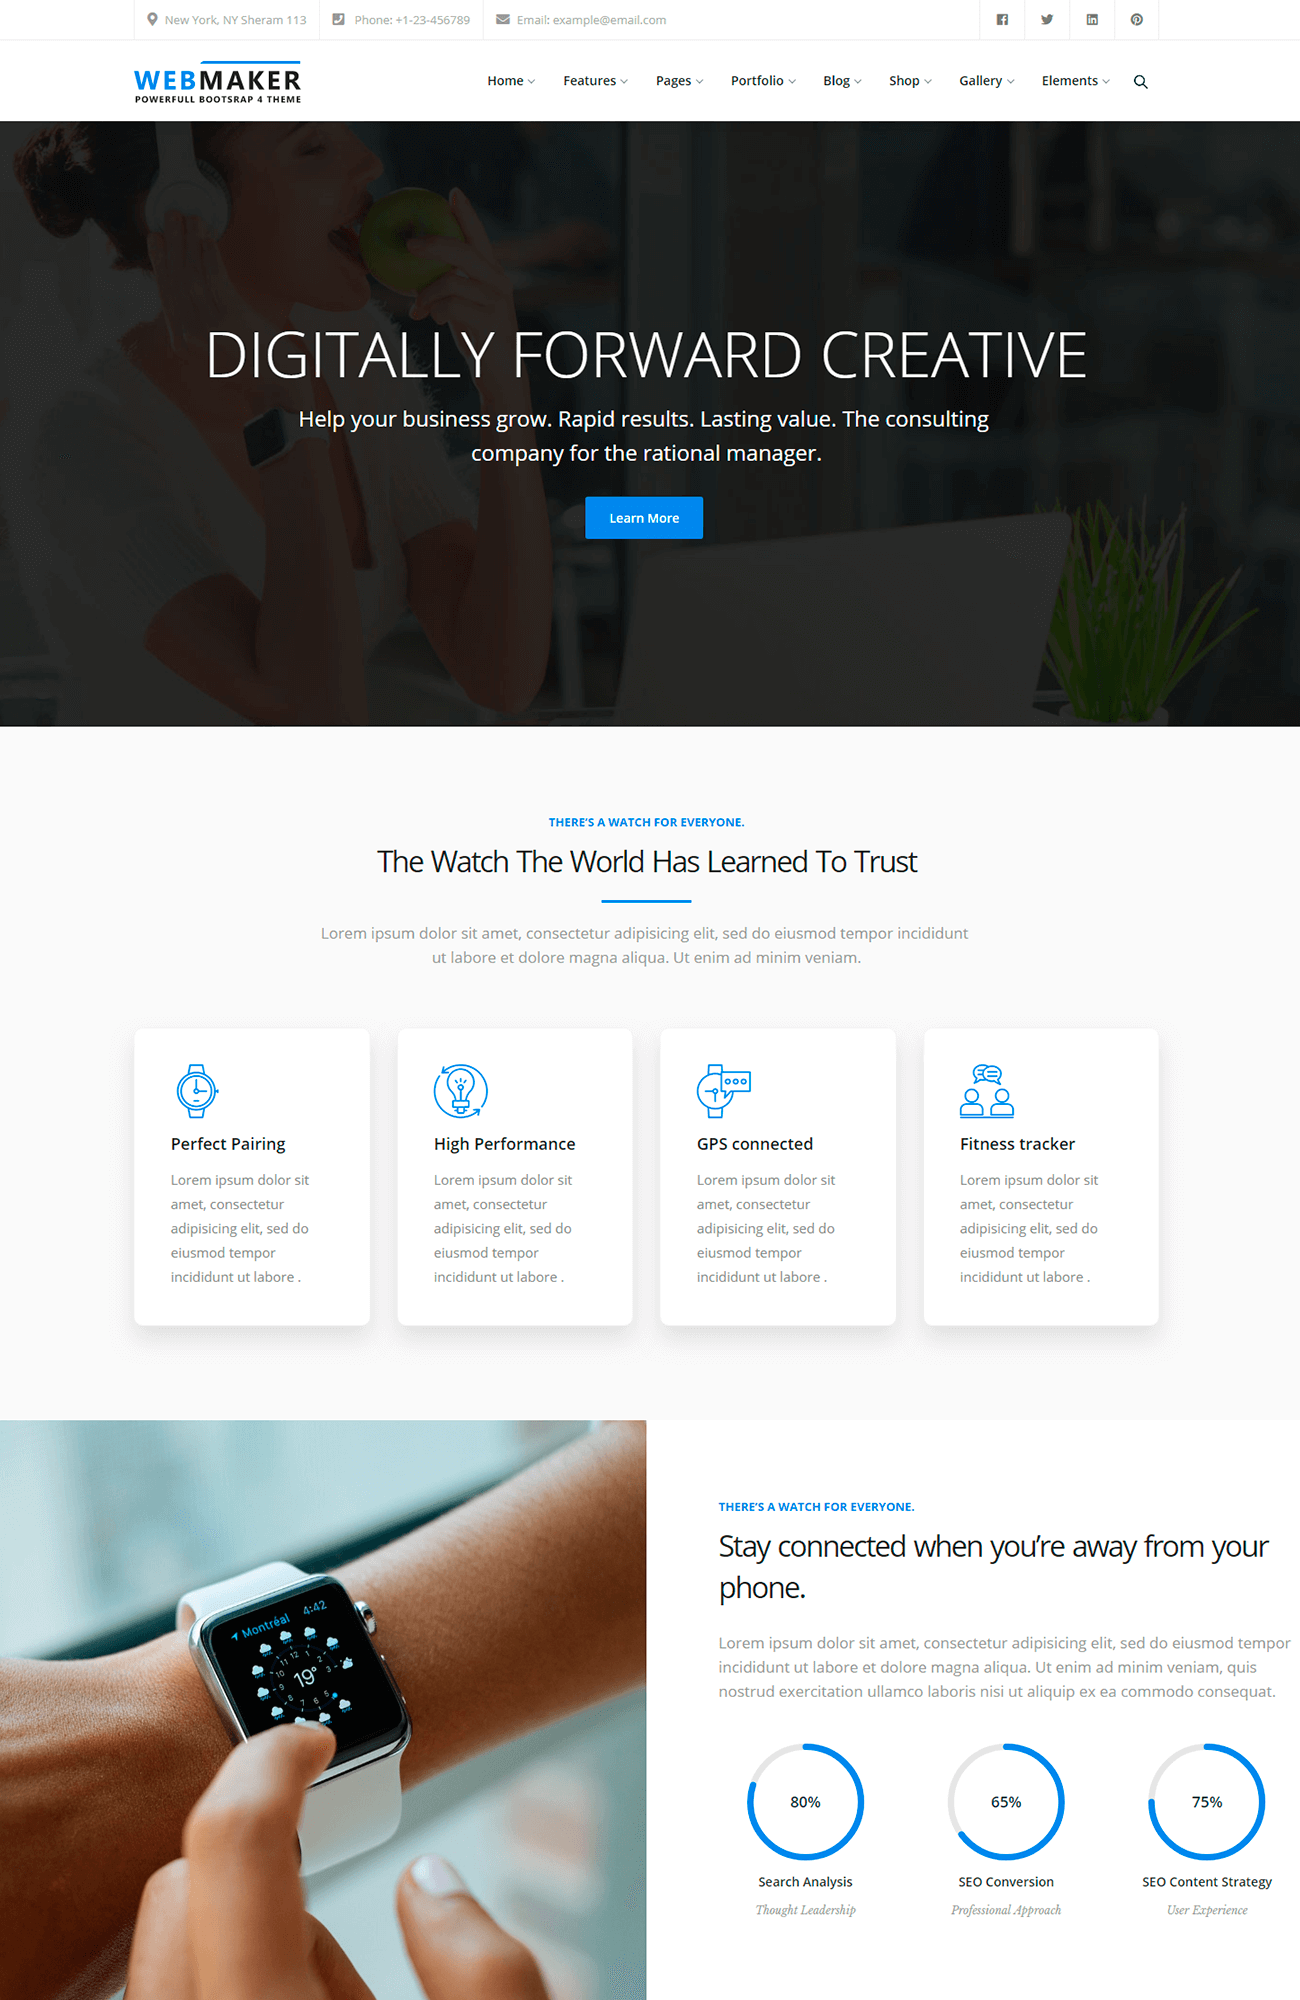 New York, NY Sheram 113
Phone: +1-23-456789
Email: example@email.com
WEBMAKER
POWERFULL BOOTSRAP 4 THEME
Home
Features
Pages
Portfolio
Blog
Shop
Gallery
Elements
DIGITALLY FORWARD CREATIVE
Help your business grow. Rapid results. Lasting value. The consulting
company for the rational manager.
Learn More
THERE'S A WATCH FOR EVERYONE.
The Watch The World Has Learned To Trust
Lorem ipsum dolor sit amet, consectetur adipisicing elit, sed do eiusmod tempor incididunt
ut labore et dolore magna aliqua. Ut enim ad minim veniam.
Perfect Pairing
Lorem ipsum dolor sit
amet, consectetur
adipisicing elit, sed do
eiusmod tempor
incididunt ut labore .
High Performance
Lorem ipsum dolor sit
amet, consectetur
adipisicing elit, sed do
eiusmod tempor
incididunt ut labore .
GPS connected
Lorem ipsum dolor sit
amet, consectetur
adipisicing elit, sed do
eiusmod tempor
incididunt ut labore .
Fitness tracker
Lorem ipsum dolor sit
amet, consectetur
adipisicing elit, sed do
eiusmod tempor
incididunt ut labore .
Montréal 4:42
19°
THERE'S A WATCH FOR EVERYONE.
Stay connected when you're away from your
phone.
Lorem ipsum dolor sit amet, consectetur adipisicing elit, sed do eiusmod tempor
incididunt ut labore et dolore magna aliqua. Ut enim ad minim veniam, quis
nostrud exercitation ullamco laboris nisi ut aliquip ex ea commodo consequat.
80%
Search Analysis
Thought Leadership
65%
SEO Conversion
Professional Approach
75%
SEO Content Strategy
User Experience